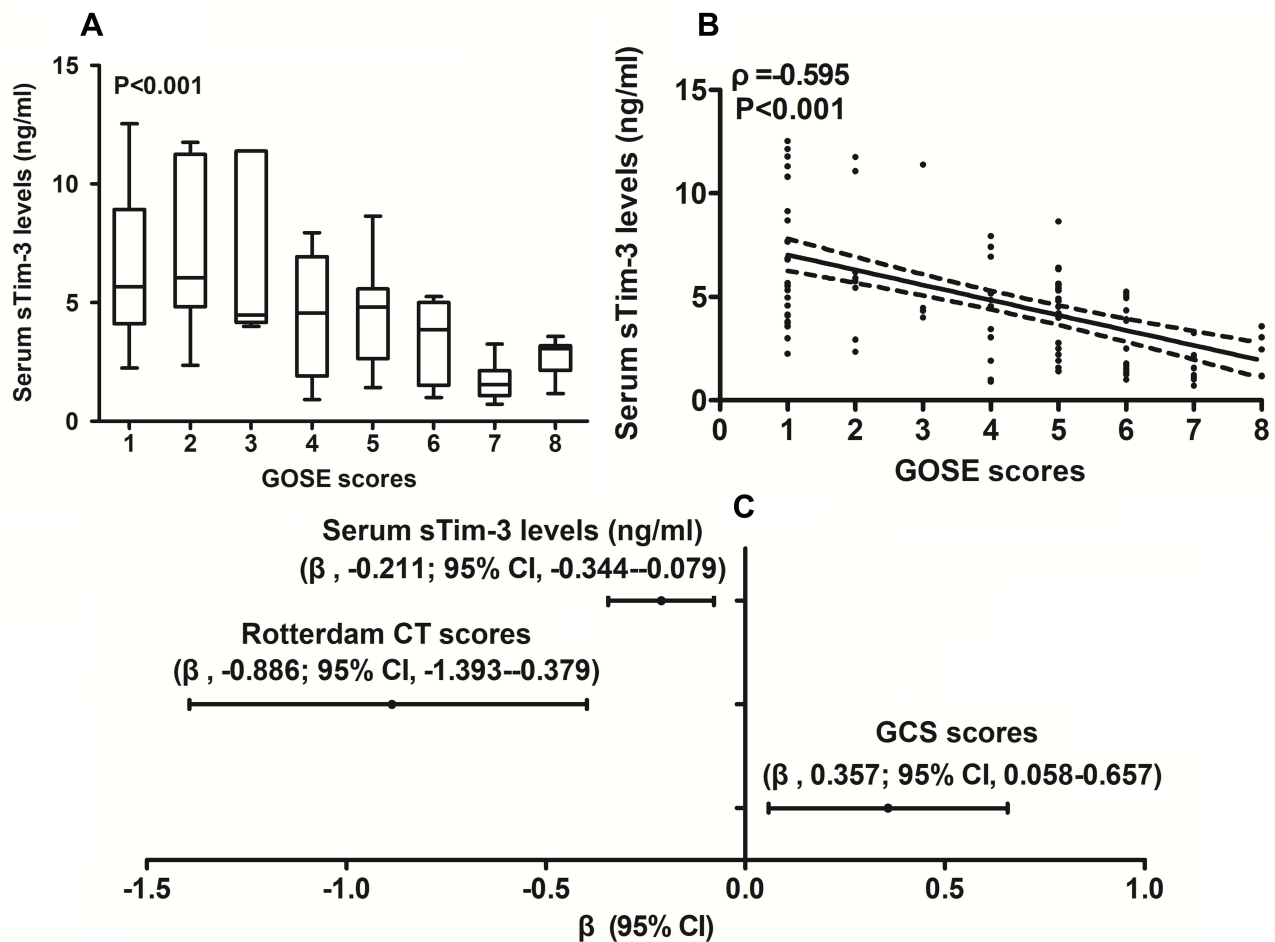 A
Serum sTim-3 levels (ng/ml)
15
10
5
0
P<0.001
1 2 3 4 5 6 7 8
GOSE scores
B
Serum sTim-3 levels (ng/ml)
15
10
5
0
ρ =-0.595
P<0.001
0 1 2 3 4 5 6 7 8
GOSE scores
C
Serum sTim-3 levels (ng/ml)
(β , -0.211; 95% CI, -0.344--0.079)
Rotterdam CT scores
(β , -0.886; 95% CI, -1.393--0.379)
GCS scores
(β , 0.357; 95% CI, 0.058-0.657)
-1.5 -1.0 -0.5 0.0 0.5 1.0
β (95% CI)